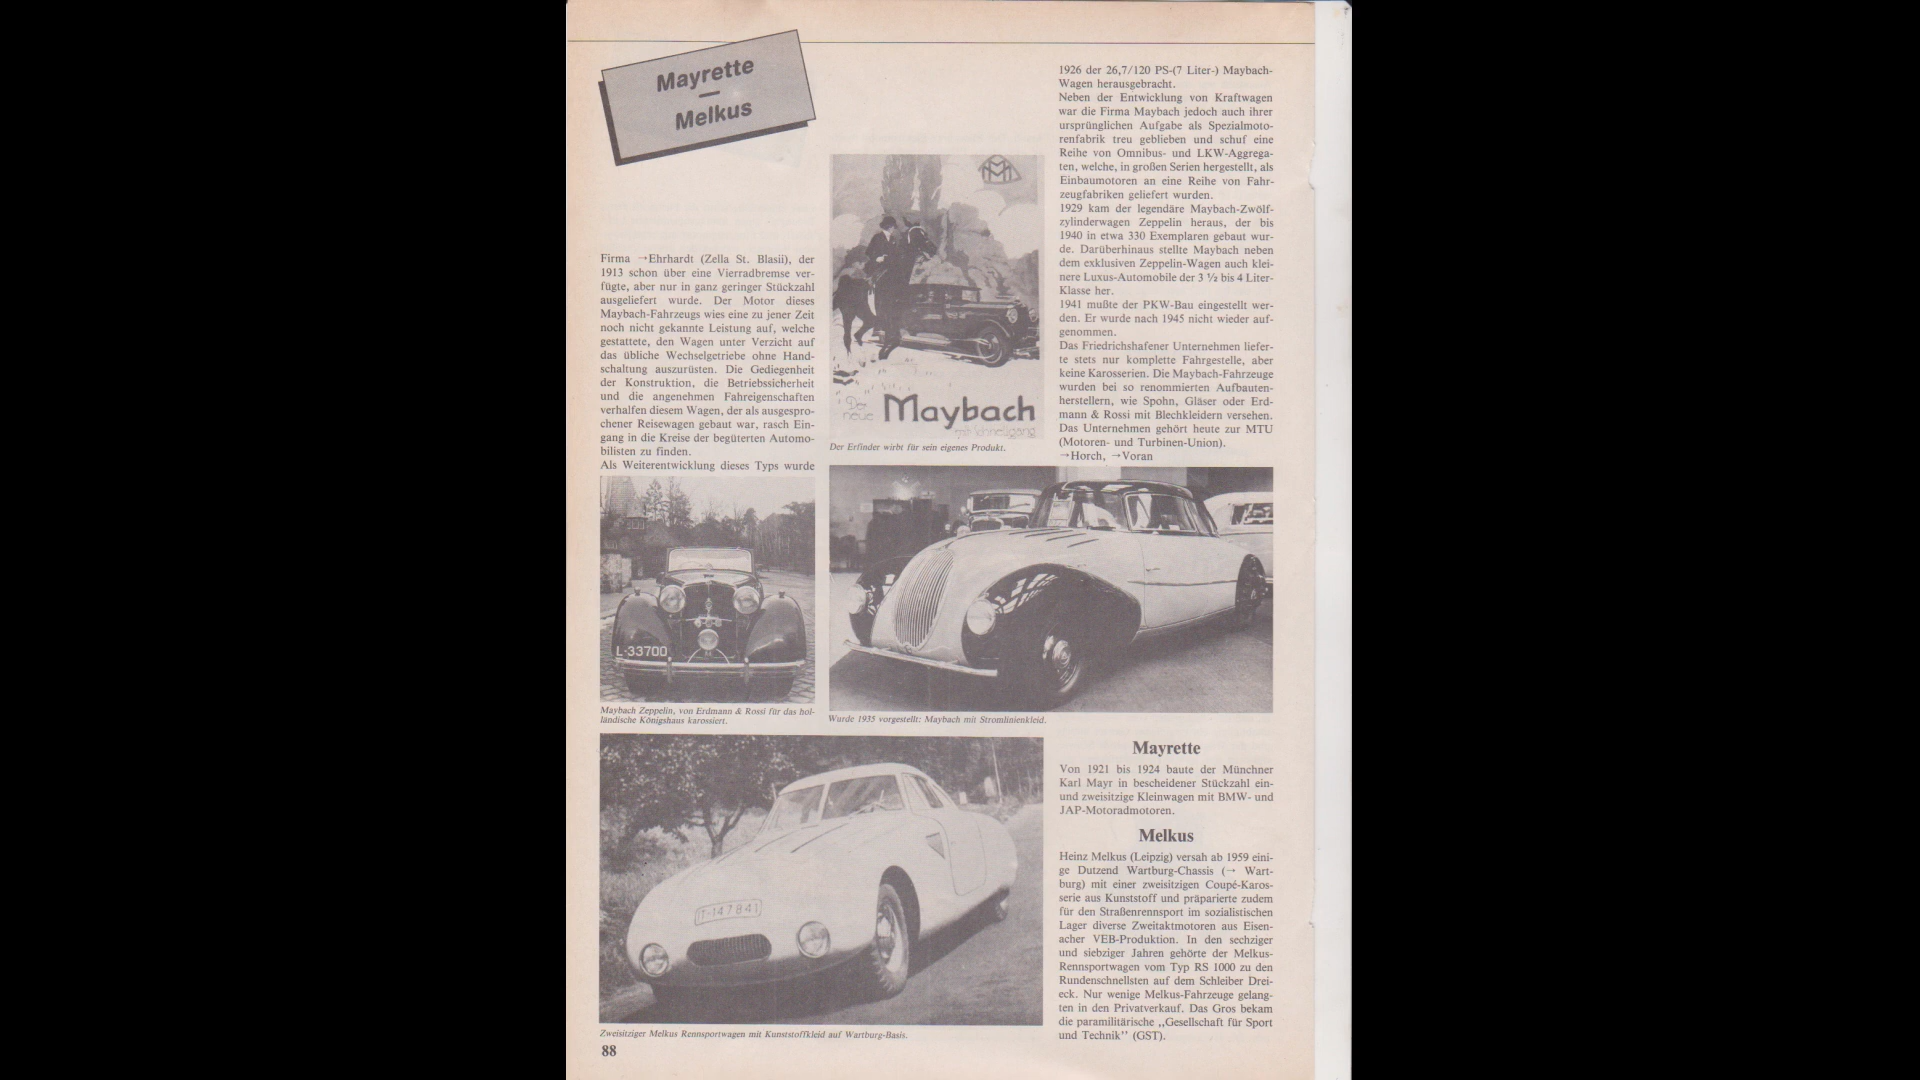 Mayrette
–
Melkus
Firma →Ehrhardt (Zella St. Blasii), der
1913 schon über eine Vierradbremse ver-
fügte, aber nur in ganz geringer Stückzahl
ausgeliefert wurde. Der Motor dieses
Maybach-Fahrzeugs wies eine zu jener Zeit
noch nicht gekannte Leistung auf, welche
gestattete, den Wagen unter Verzicht auf
das übliche Wechselgetriebe ohne Hand-
schaltung auszurüsten. Die Gediegenheit
der Konstruktion, die Betriebssicherheit
und die angenehmen Fahreigenschaften
verhalfen diesem Wagen, der als ausgespro-
chener Reisewagen gebaut war, rasch Ein-
gang in die Kreise der begüterten Automo-
bilisten zu finden.
Als Weiterentwicklung dieses Typs wurde
L-33700
Maybach Zeppelin, von Erdmann & Rossi für das hol-
ländische Königshaus karossiert.
Der
neue Maybach
mit Schnellgang
Der Erfinder wirbt für sein eigenes Produkt.
1926 der 26,7/120 PS-(7 Liter-) Maybach-
Wagen herausgebracht.
Neben der Entwicklung von Kraftwagen
war die Firma Maybach jedoch auch ihrer
ursprünglichen Aufgabe als Spezialmoto-
renfabrik treu geblieben und schuf eine
Reihe von Omnibus- und LKW-Aggrega-
ten, welche, in großen Serien hergestellt, als
Einbaumotoren an eine Reihe von Fahr-
zeugfabriken geliefert wurden.
1929 kam der legendäre Maybach-Zwölf-
zylinderwagen Zeppelin heraus, der bis
1940 in etwa 330 Exemplaren gebaut wur-
de. Darüberhinaus stellte Maybach neben
dem exklusiven Zeppelin-Wagen auch klei-
nere Luxus-Automobile der 3 ½ bis 4 Liter-
Klasse her.
1941 mußte der PKW-Bau eingestellt wer-
den. Er wurde nach 1945 nicht wieder auf-
genommen.
Das Friedrichshafener Unternehmen liefer-
te stets nur komplette Fahrgestelle, aber
keine Karosserien. Die Maybach-Fahrzeuge
wurden bei so renommierten Aufbauten-
herstellern, wie Spohn, Gläser oder Erd-
mann & Rossi mit Blechkleidern versehen.
Das Unternehmen gehört heute zur MTU
(Motoren- und Turbinen-Union).
→Horch, →Voran
Wurde 1935 vorgestellt: Maybach mit Stromlinienkleid.
T-147841
Zweisitziger Melkus Rennsportwagen mit Kunststoffkleid auf Wartburg-Basis.
Mayrette
Von 1921 bis 1924 baute der Münchner
Karl Mayr in bescheidener Stückzahl ein-
und zweisitzige Kleinwagen mit BMW- und
JAP-Motoradmotoren.
Melkus
Heinz Melkus (Leipzig) versah ab 1959 eini-
ge Dutzend Wartburg-Chassis (→ Wart-
burg) mit einer zweisitzigen Coupé-Karos-
serie aus Kunststoff und präparierte zudem
für den Straßenrennsport im sozialistischen
Lager diverse Zweitaktmotoren aus Eisen-
acher VEB-Produktion. In den sechziger
und siebziger Jahren gehörte der Melkus-
Rennsportwagen vom Typ RS 1000 zu den
Rundenschnellsten auf dem Schleiber Drei-
eck. Nur wenige Melkus-Fahrzeuge gelang-
ten in den Privatverkauf. Das Gros bekam
die paramilitärische ,,Gesellschaft für Sport
und Technik'' (GST).
88